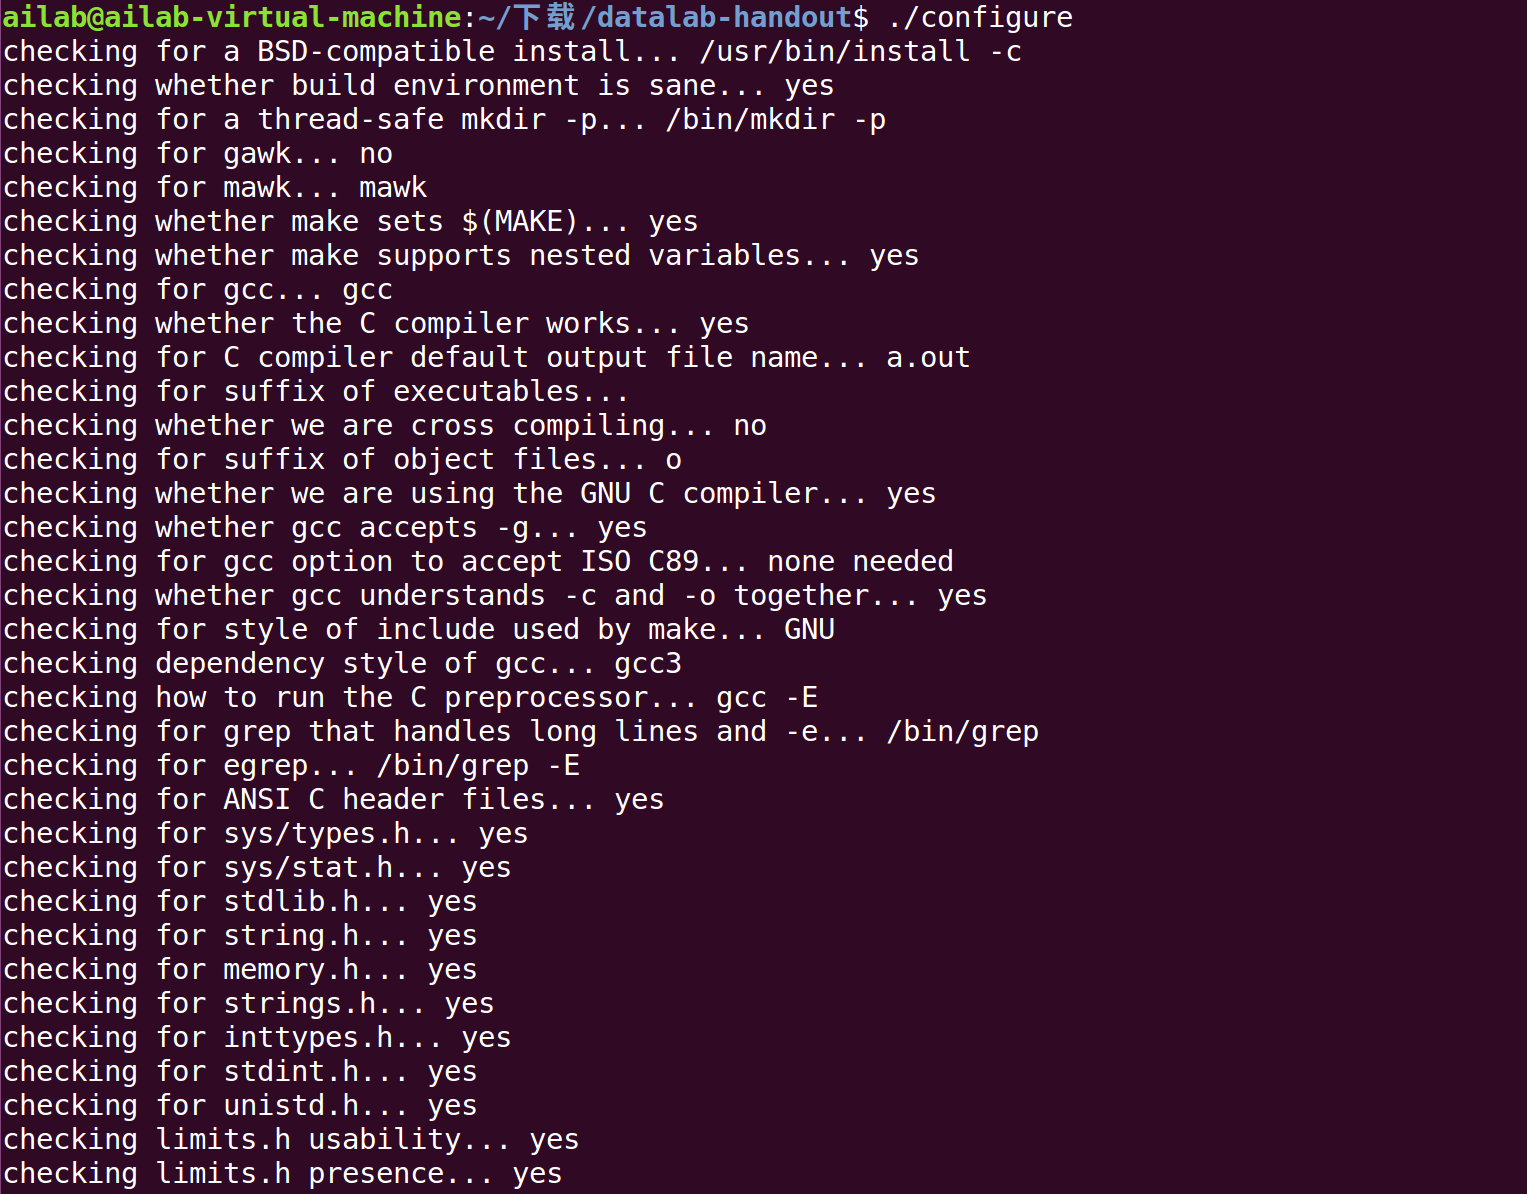 ailab@ailab-virtual-machine:~/下载/datalab-handout$ ./configure
checking for a BSD-compatible install... /usr/bin/install -c
checking whether build environment is sane... yes
checking for a thread-safe mkdir -p... /bin/mkdir -p
checking for gawk... no
checking for mawk... mawk
checking whether make sets $(MAKE)... yes
checking whether make supports nested variables... yes
checking for gcc... gcc
checking whether the C compiler works... yes
checking for C compiler default output file name... a.out
checking for suffix of executables...
checking whether we are cross compiling... no
checking for suffix of object files... o
checking whether we are using the GNU C compiler... yes
checking whether gcc accepts -g... yes
checking for gcc option to accept ISO C89... none needed
checking whether gcc understands -c and -o together... yes
checking for style of include used by make... GNU
checking dependency style of gcc... gcc3
checking how to run the C preprocessor... gcc -E
checking for grep that handles long lines and -e... /bin/grep
checking for egrep... /bin/grep -E
checking for ANSI C header files... yes
checking for sys/types.h... yes
checking for sys/stat.h... yes
checking for stdlib.h... yes
checking for string.h... yes
checking for memory.h... yes
checking for strings.h... yes
checking for inttypes.h... yes
checking for stdint.h... yes
checking for unistd.h... yes
checking limits.h usability... yes
checking limits.h presence... yes